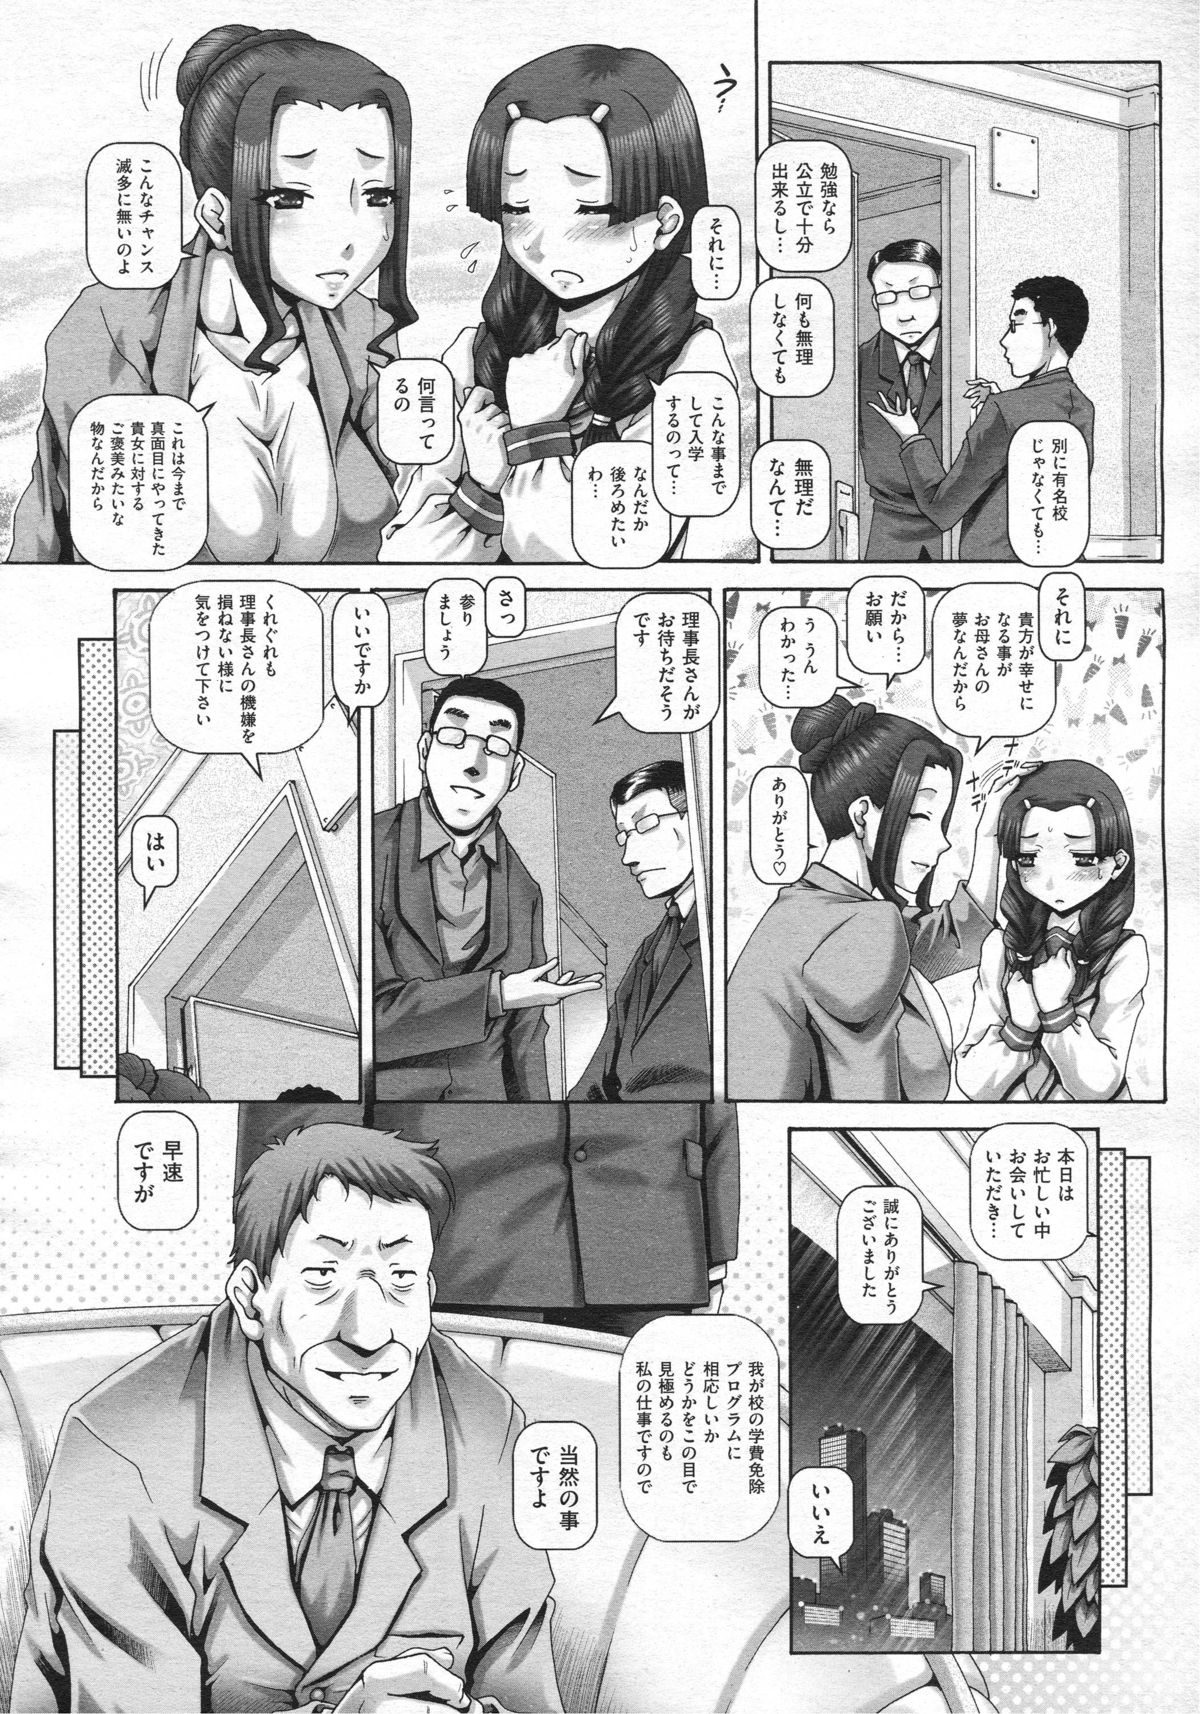 別に有名校
じゃなくても…
勉強なら
公立で十分
出来るし…
何も無理
しなくても
無理だ
なんて…
それに…
こんな事まで
して入学
するのって…
なんだか
後ろめたい
わ…
何言って
るの
こんなチャンス
滅多に無いのよ
これは今まで
真面目にやってきた
貴女に対する
ご褒美みたいな
物なんだから
それに
貴方が幸せに
なる事が
お母さんの
夢なんだから
だから…
お願い
う うん
わかった…
ナデ
ナデ
ありがとう♡
理事長さんが
お待ちだそう
です
さっ
参り
ましょう
いいですか
くれぐれも
理事長さんの機嫌を
損ねない様に
気をつけて下さい
はい
本日は
お忙しい中
お会いして
いただき…
誠にありがとう
ございました
いいえ
我が校の学費免除
プログラムに
相応しいか
どうかをこの目で
見極めるのも
私の仕事ですので
当然の事
ですよ
早速
ですが